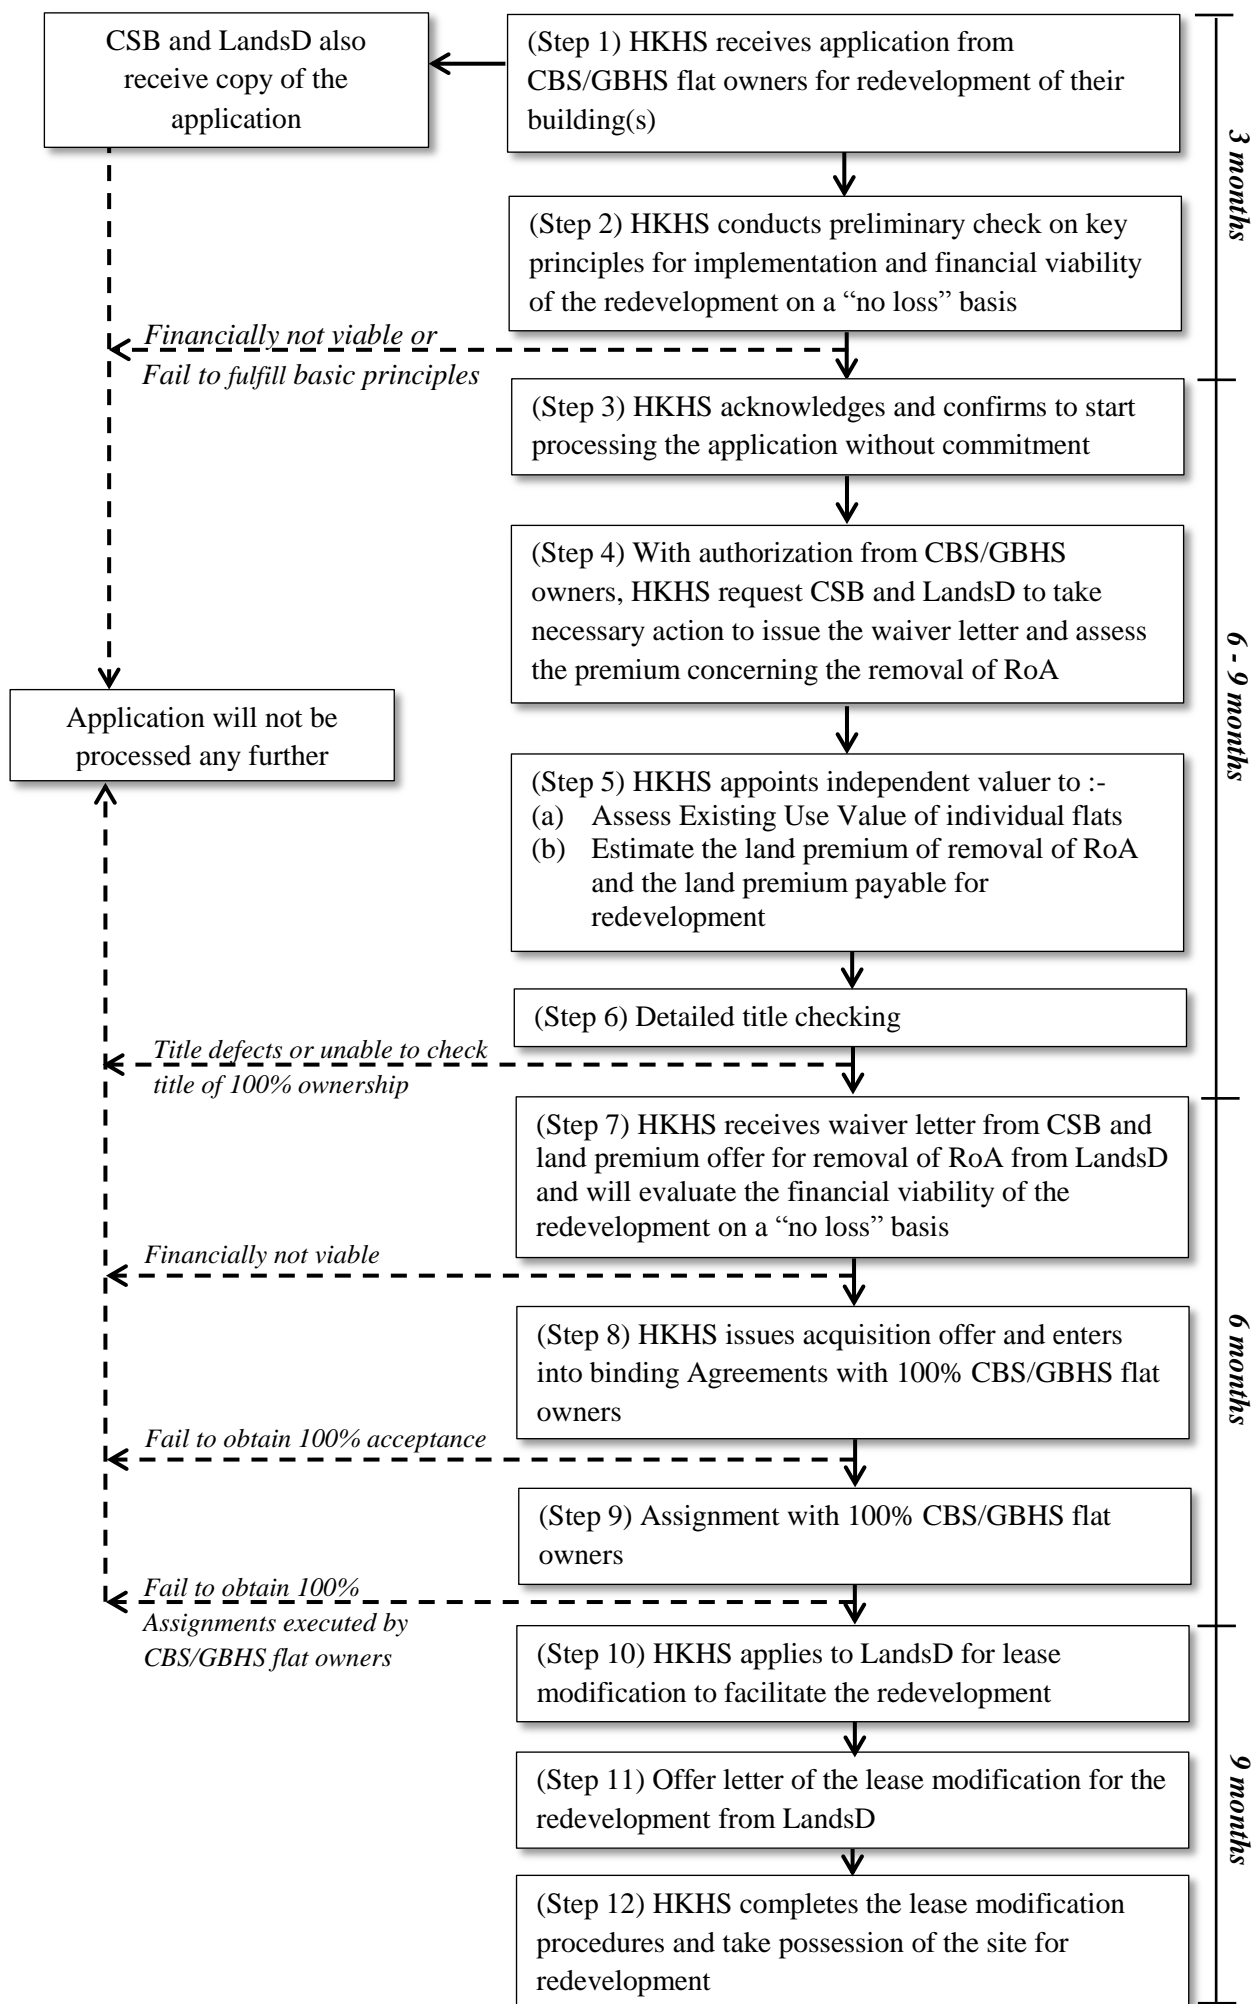 CSB and LandsD also
receive copy of the
application
(Step 1) HKHS receives application from
CBS/GBHS flat owners for redevelopment of their
building(s)
3 months
(Step 2) HKHS conducts preliminary check on key
principles for implementation and financial viability
of the redevelopment on a “no loss” basis
Financially not viable or
Fail to fulfill basic principles
(Step 3) HKHS acknowledges and confirms to start
processing the application without commitment
(Step 4) With authorization from CBS/GBHS
owners, HKHS request CSB and LandsD to take
necessary action to issue the waiver letter and assess
the premium concerning the removal of RoA
6 - 9 months
Application will not be
processed any further
(Step 5) HKHS appoints independent valuer to :-
(a) Assess Existing Use Value of individual flats
(b) Estimate the land premium of removal of RoA
and the land premium payable for
redevelopment
(Step 6) Detailed title checking
Title defects or unable to check
title of 100% ownership
(Step 7) HKHS receives waiver letter from CSB and
land premium offer for removal of RoA from LandsD
and will evaluate the financial viability of the
redevelopment on a “no loss” basis
Financially not viable
(Step 8) HKHS issues acquisition offer and enters
into binding Agreements with 100% CBS/GBHS flat
owners
6 months
Fail to obtain 100% acceptance
(Step 9) Assignment with 100% CBS/GBHS flat
owners
Fail to obtain 100%
Assignments executed by
CBS/GBHS flat owners
(Step 10) HKHS applies to LandsD for lease
modification to facilitate the redevelopment
(Step 11) Offer letter of the lease modification for the
redevelopment from LandsD
9 months
(Step 12) HKHS completes the lease modification
procedures and take possession of the site for
redevelopment